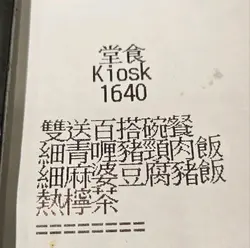 堂食
Kiosk
1640
雙送百搭碗餐
細青咖喱豬頸肉飯
細麻婆豆腐豬飯
熱檸茶
========